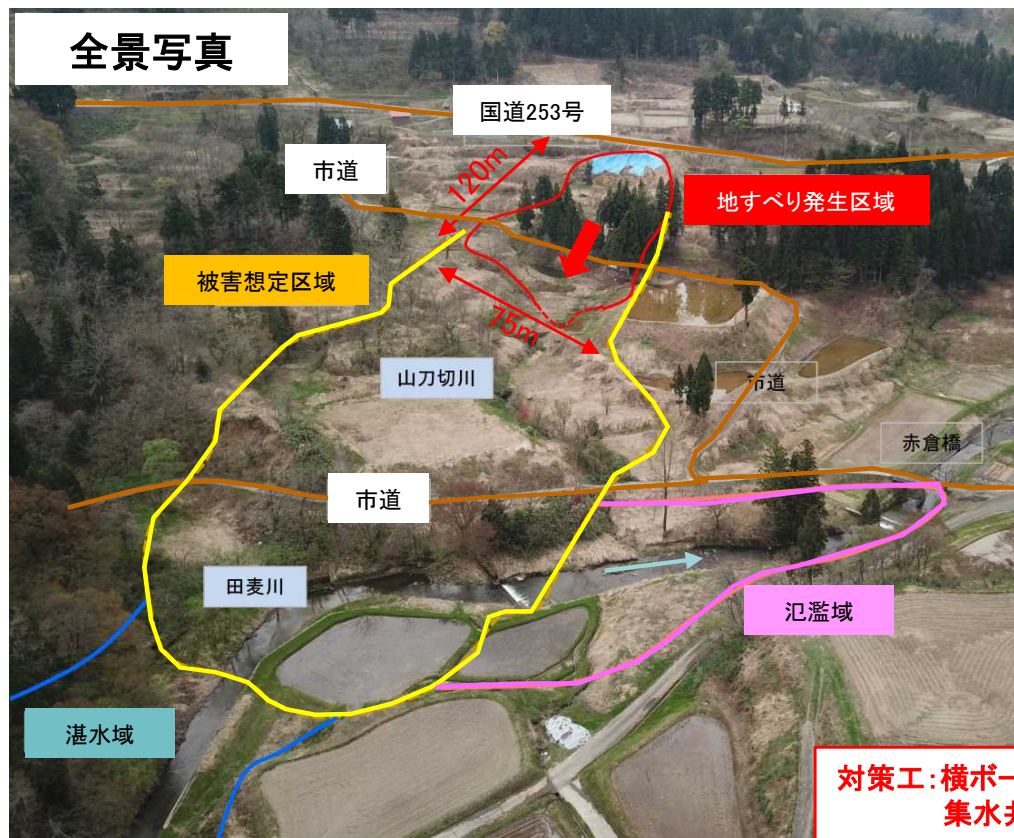 全景写真
国道253号
市道
120m
地すべり発生区域
被害想定区域
75m
山刀切川
市道
赤倉橋
市道
田麦川
氾濫域
湛水域
対策工:横ボー
集水井